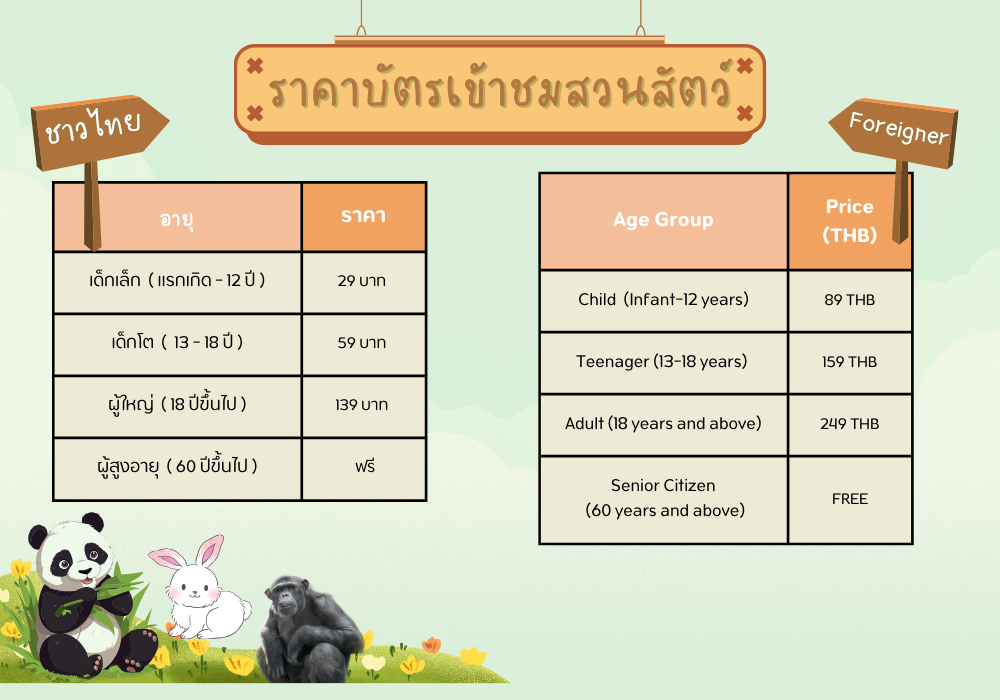 ราคาบัตรเข้าชมสวนสัตว์
ชาวไทย
อายุ ราคา
เด็กเล็ก ( แรกเกิด - 12 ปี ) 29 บาท
เด็กโต ( 13 - 18 ปี ) 59 บาท
ผู้ใหญ่ ( 18 ปีขึ้นไป ) 139 บาท
ผู้สูงอายุ ( 60 ปีขึ้นไป ) ฟรี
Foreigner
Age Group Price
(THB)
Child (Infant-12 years) 89 THB
Teenager (13-18 years) 159 THB
Adult (18 years and above) 249 THB
Senior Citizen
(60 years and above) FREE